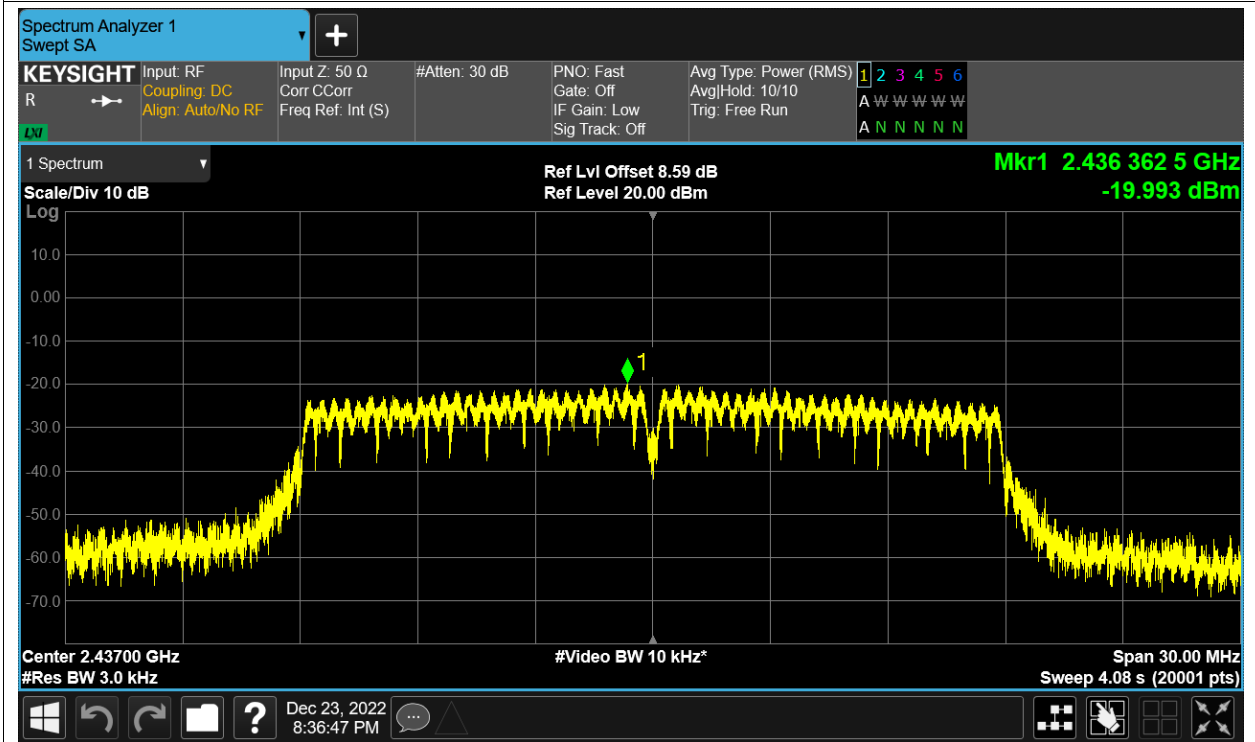 Spectrum Analyzer 1
Swept SA
+
KEYSIGHT
R
LXI
Input: RF
Coupling: DC
Align: Auto/No RF
Input Z: 50 Ω
Corr CCorr
Freq Ref: Int (S)
#Atten: 30 dB
PNO: Fast
Gate: Off
IF Gain: Low
Sig Track: Off
Avg Type: Power (RMS)
Avg|Hold: 10/10
Trig: Free Run
1 2 3 4 5 6
A W W W W W
A N N N N N
1 Spectrum
Scale/Div 10 dB
Log
Ref Lvl Offset 8.59 dB
Ref Level 20.00 dBm
Mkr1 2.436 362 5 GHz
-19.993 dBm
10.0
0.00
-10.0
-20.0
-30.0
-40.0
-50.0
-60.0
-70.0
1
Center 2.43700 GHz
#Res BW 3.0 kHz
#Video BW 10 kHz*
Span 30.00 MHz
Sweep 4.08 s (20001 pts)
?
Dec 23, 2022
8:36:47 PM